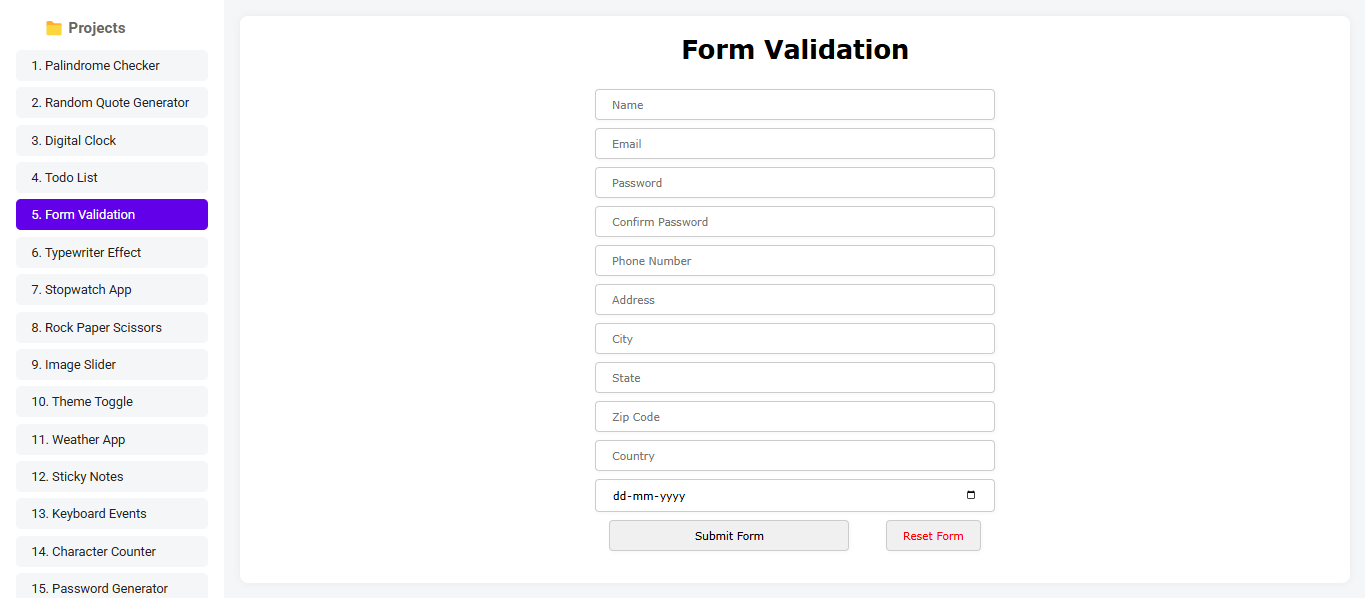 Projects
1. Palindrome Checker
2. Random Quote Generator
3. Digital Clock
4. Todo List
5. Form Validation
6. Typewriter Effect
7. Stopwatch App
8. Rock Paper Scissors
9. Image Slider
10. Theme Toggle
11. Weather App
12. Sticky Notes
13. Keyboard Events
14. Character Counter
15. Password Generator
Form Validation
Name
Email
Password
Confirm Password
Phone Number
Address
City
State
Zip Code
Country
dd-mm-yyyy
Submit Form
Reset Form